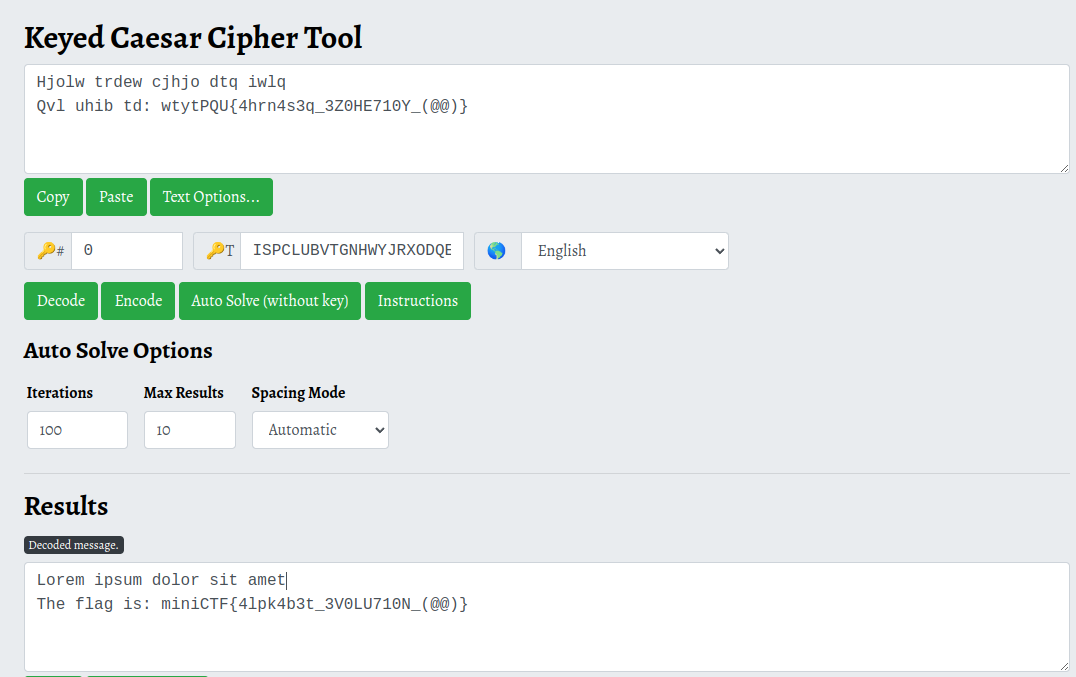 Keyed Caesar Cipher Tool
Hjolw trdew cjhjo dtq iwlq
Qvl uhib td: wtytPQU{4hrn4s3q_3Z0HE710Y_(@@)}
Copy Paste Text Options...
🔑# 0 🔑T ISPCLUBVTGNHWYJRXODQE 🌎 English
Decode Encode Auto Solve (without key) Instructions
Auto Solve Options
Iterations Max Results Spacing Mode
100 10 Automatic
Results
Decoded message.
Lorem ipsum dolor sit amet
The flag is: miniCTF{4lpk4b3t_3V0LU710N_(@@)}